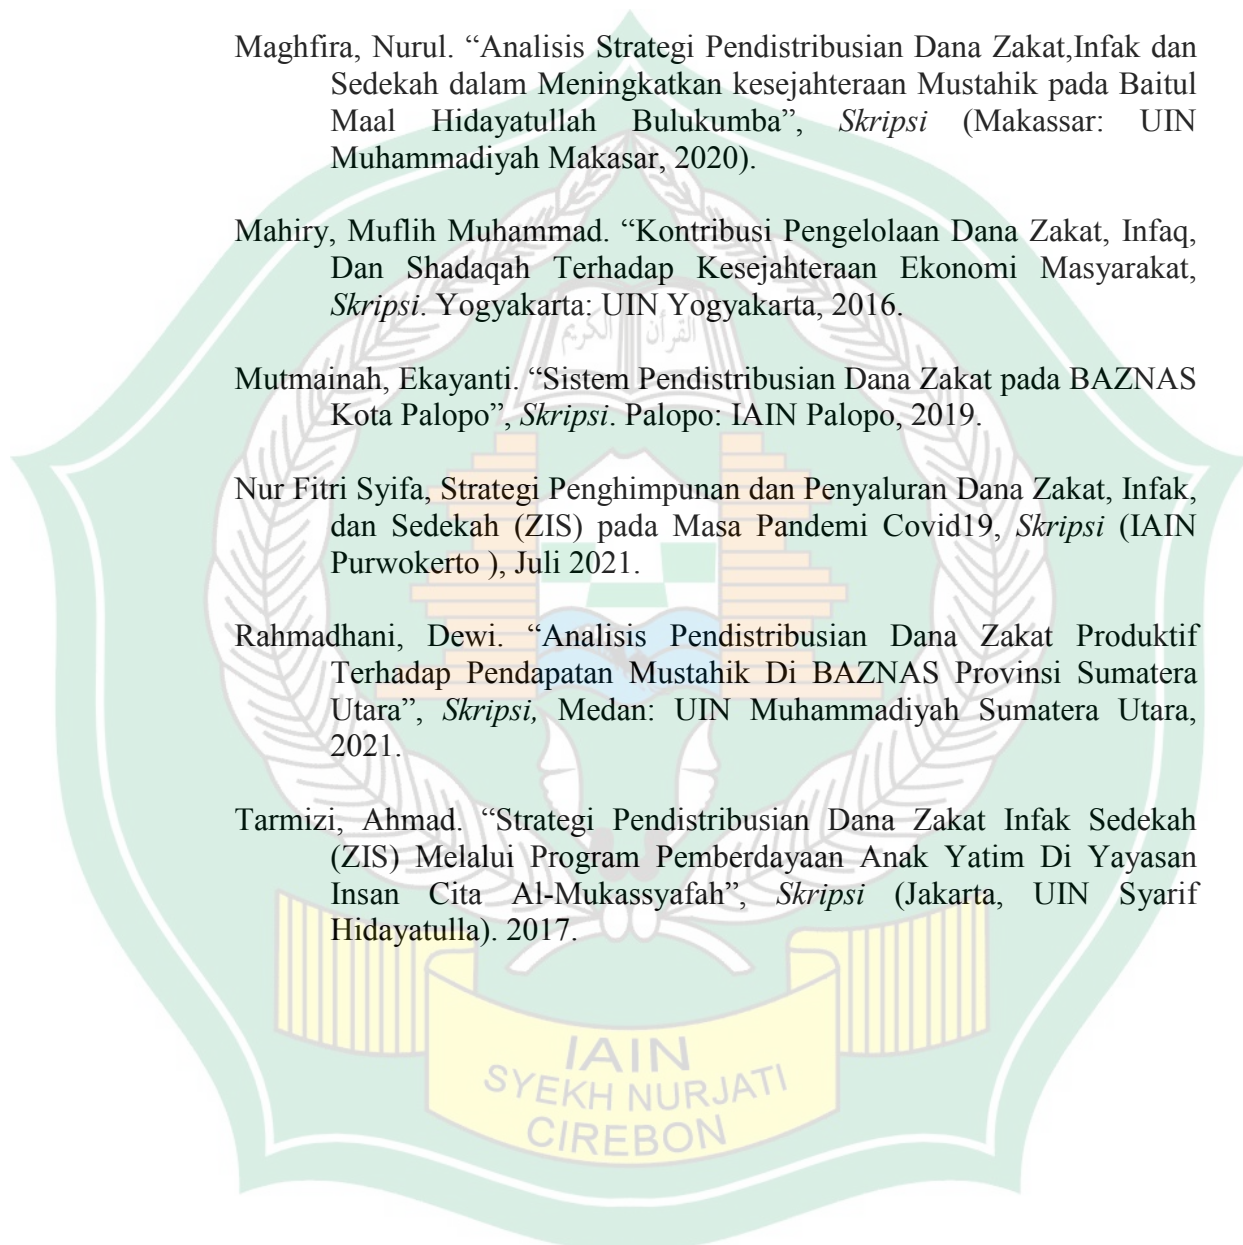 Maghfira, Nurul. “Analisis Strategi Pendistribusian Dana Zakat,Infak dan
Sedekah dalam Meningkatkan kesejahteraan Mustahik pada Baitul
Maal Hidayatullah Bulukumba”, Skripsi (Makassar: UIN
Muhammadiyah Makasar, 2020).
Mahiry, Muflih Muhammad. “Kontribusi Pengelolaan Dana Zakat, Infaq,
Dan Shadaqah Terhadap Kesejahteraan Ekonomi Masyarakat,
Skripsi. Yogyakarta: UIN Yogyakarta, 2016.
القرآن الكريم
Mutmainah, Ekayanti. “Sistem Pendistribusian Dana Zakat pada BAZNAS
Kota Palopo”, Skripsi. Palopo: IAIN Palopo, 2019.
Nur Fitri Syifa, Strategi Penghimpunan dan Penyaluran Dana Zakat, Infak,
dan Sedekah (ZIS) pada Masa Pandemi Covid19, Skripsi (IAIN
Purwokerto ), Juli 2021.
Rahmadhani, Dewi. “Analisis Pendistribusian Dana Zakat Produktif
Terhadap Pendapatan Mustahik Di BAZNAS Provinsi Sumatera
Utara”, Skripsi, Medan: UIN Muhammadiyah Sumatera Utara,
2021.
Tarmizi, Ahmad. “Strategi Pendistribusian Dana Zakat Infak Sedekah
(ZIS) Melalui Program Pemberdayaan Anak Yatim Di Yayasan
Insan Cita Al-Mukassyafah”, Skripsi (Jakarta, UIN Syarif
Hidayatulla). 2017.
IAIN
SYEKH NURJATI
CIREBON